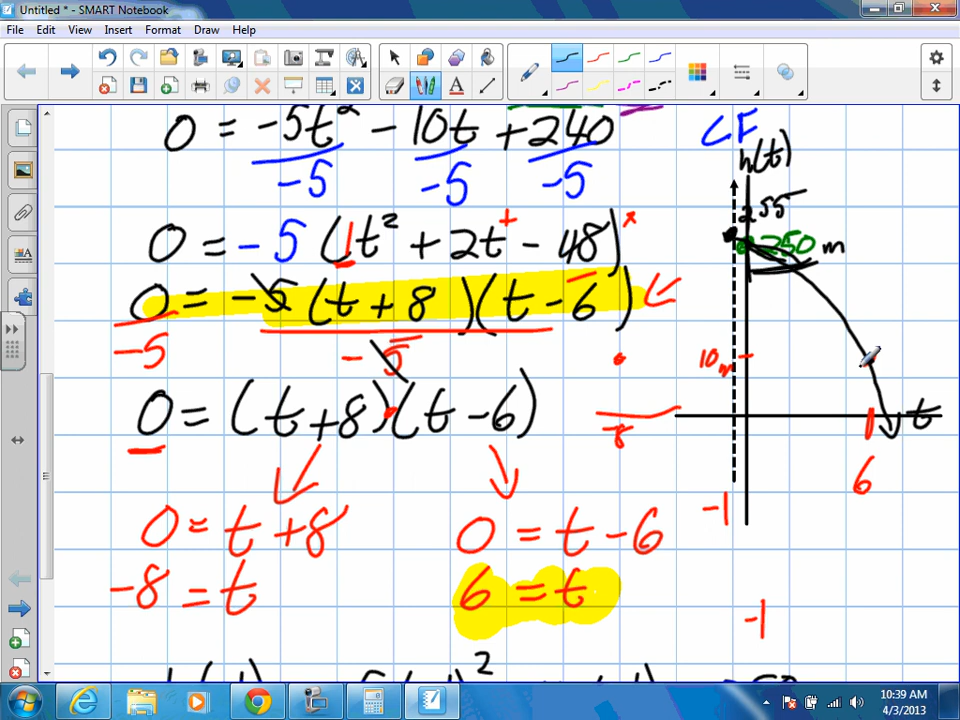 Untitled * - SMART Notebook
File Edit View Insert Format Draw Help
0 = -5t² - 10t + 240
-5 -5 -5
0 = -5 (1t² + 2t - 48)
+ ×
0 = -5 (t + 8)(t - 6)
-5 -5
0 = (t+8)•(t-6)
0 = t + 8
0 = t - 6
-8 = t
6 = t
CF
h(t)
255
250 m
10m
t
-8
6
-1
-1
10:39 AM
4/3/2013